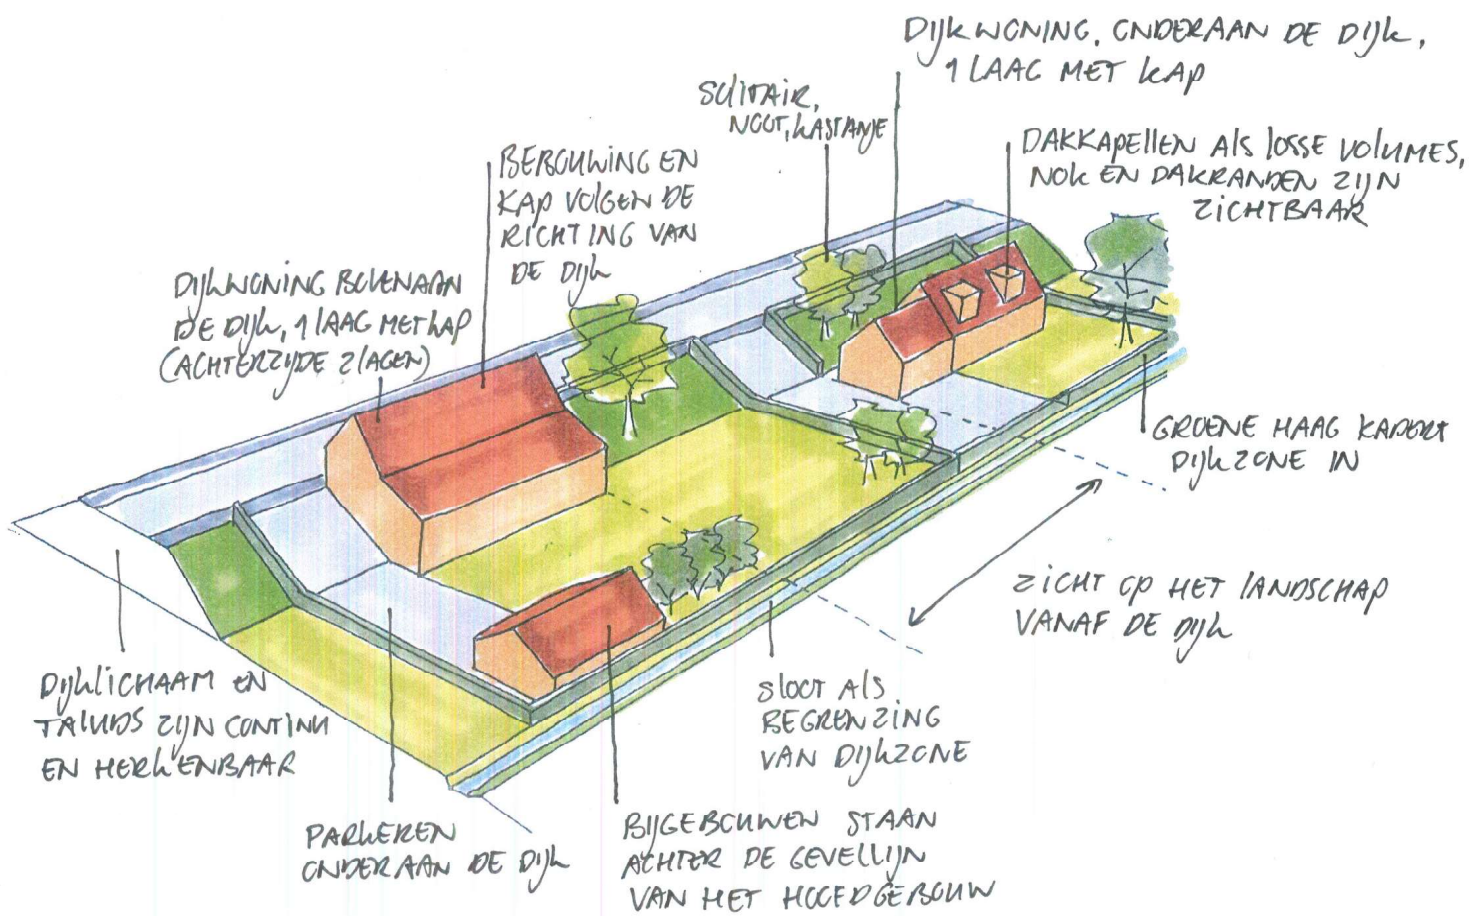 DIJKWONING, ONDERAAN DE DIJK,
1 LAAG MET KAP
SOLITAIR,
NOOT, KASTANJE
DAKKAPELLEN ALS LOSSE VOLUMES,
NOK EN DAKRANDEN ZIJN
ZICHTBAAR
BEBOUWING EN
KAP VOLGEN DE
RICHTING VAN
DE DIJK
DIJKWONING BOVENAAN
DE DIJK, 1 LAAG MET KAP
(ACHTERZIJDE 2 LAGEN)
GROENE HAAG KADERT
DIJKZONE IN
ZICHT OP HET LANDSCHAP
VANAF DE DIJK
DIJKLICHAAM EN
TALUDS ZIJN CONTINU
EN HERKENBAAR
SLOOT ALS
BEGRENZING
VAN DIJKZONE
PARKEREN
ONDERAAN DE DIJK
BIJGEBOUWEN STAAN
ACHTER DE GEVELLIJN
VAN HET HOOFDGEBOUW